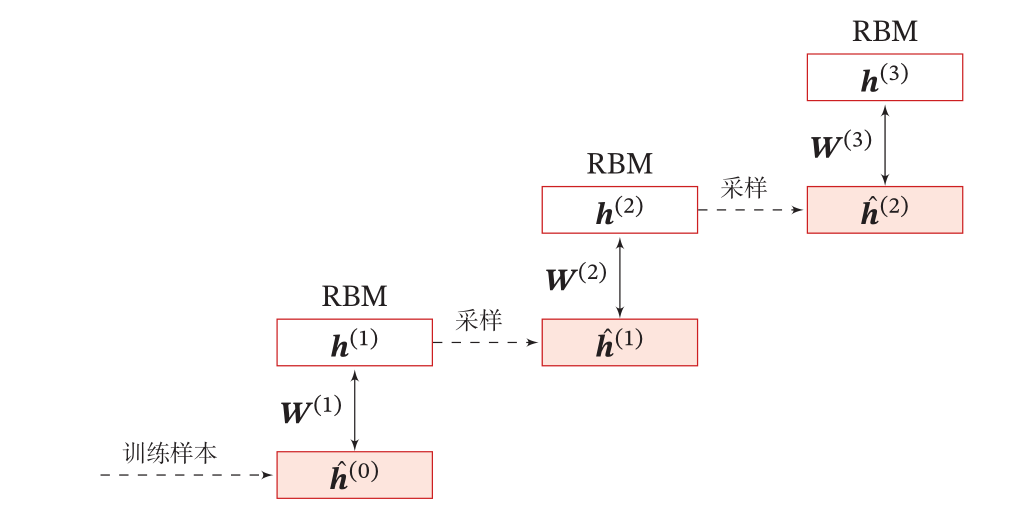 RBM
h⁽³⁾
W⁽³⁾
RBM
采样
h⁽²⁾
ĥ⁽²⁾
W⁽²⁾
RBM
采样
h⁽¹⁾
ĥ⁽¹⁾
W⁽¹⁾
训练样本
ĥ⁽⁰⁾